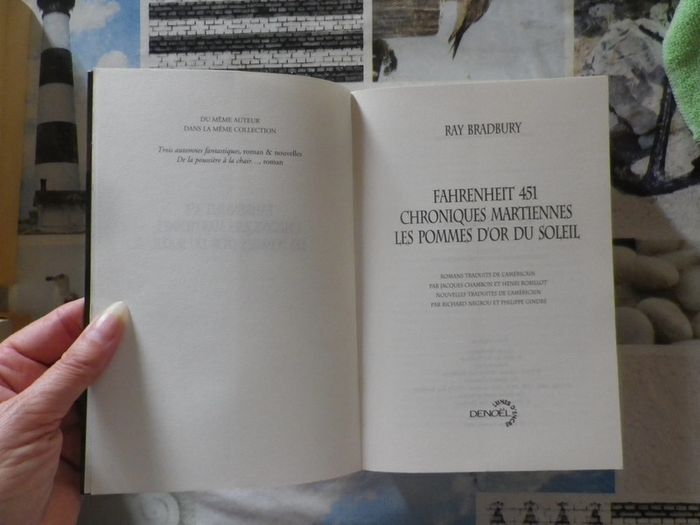 DU MÊME AUTEUR
DANS LA MÊME COLLECTION
Trois automnes fantastiques, roman & nouvelles
De la poussière à la chair…, roman
RAY BRADBURY
FAHRENHEIT 451
CHRONIQUES MARTIENNES
LES POMMES D'OR DU SOLEIL
ROMANS TRADUITS DE L'AMÉRICAIN
PAR JACQUES CHAMBON ET HENRI ROBILLOT
NOUVELLES TRADUITES DE L'AMÉRICAIN
PAR RICHARD NEGROU ET PHILIPPE GINDRE
DENOËL
LUNES D'ENCRE